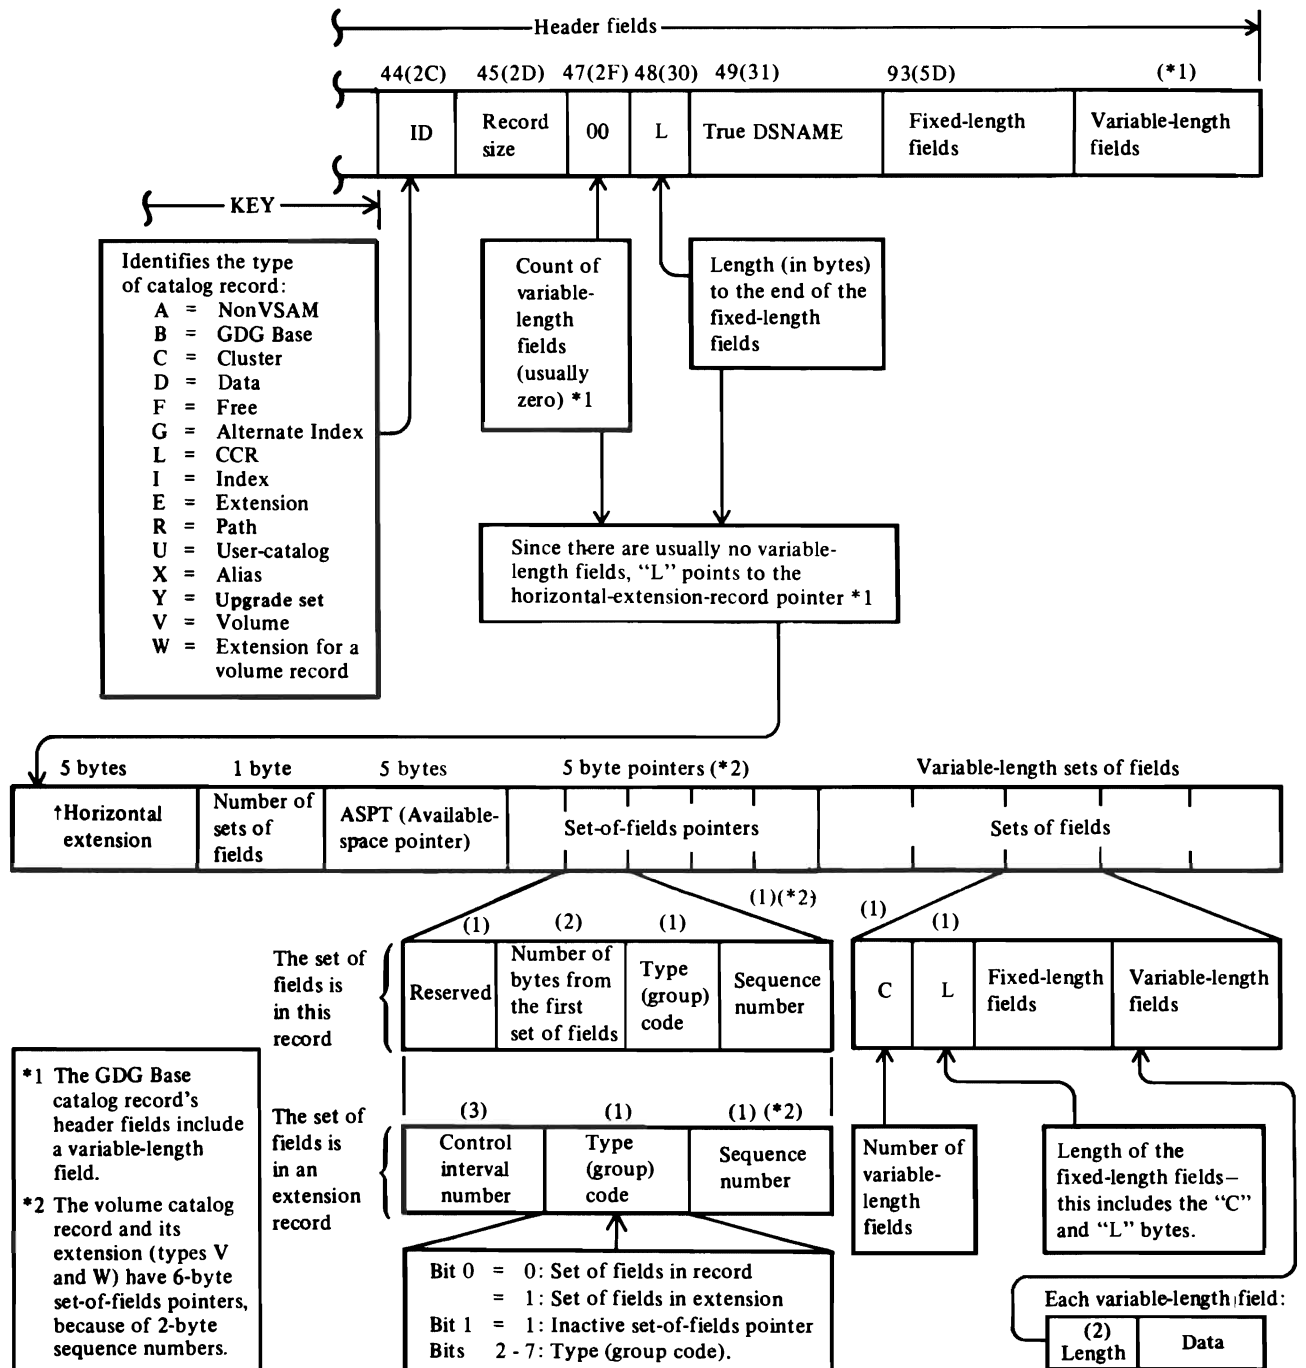 Header fields
44(2C) 45(2D) 47(2F) 48(30) 49(31) 93(5D) (*1)
ID
Record
size
00
L
True DSNAME
Fixed-length
fields
Variable-length
fields
KEY
Identifies the type
of catalog record:
A = NonVSAM
B = GDG Base
C = Cluster
D = Data
F = Free
G = Alternate Index
L = CCR
I = Index
E = Extension
R = Path
U = User-catalog
X = Alias
Y = Upgrade set
V = Volume
W = Extension for a
volume record
Count of
variable-
length
fields
(usually
zero) *1
Length (in bytes)
to the end of the
fixed-length
fields
Since there are usually no variable-
length fields, “L” points to the
horizontal-extension-record pointer *1
5 bytes 1 byte 5 bytes 5 byte pointers (*2) Variable-length sets of fields
↑Horizontal
extension
Number of
sets of
fields
ASPT (Available-
space pointer)
Set-of-fields pointers
Sets of fields
(1) (2) (1) (1)(*2)
The set of
fields is
in this
record
Reserved
Number of
bytes from
the first
set of fields
Type
(group)
code
Sequence
number
(1) (1)
C
L
Fixed-length
fields
Variable-length
fields
The set of
fields is
in an
extension
record
(3) (1) (1) (*2)
Control
interval
number
Type
(group)
code
Sequence
number
Number of
variable-
length
fields
Length of the
fixed-length fields—
this includes the “C”
and “L” bytes.
*1 The GDG Base
catalog record's
header fields include
a variable-length
field.
*2 The volume catalog
record and its
extension (types V
and W) have 6-byte
set-of-fields pointers,
because of 2-byte
sequence numbers.
Bit 0 = 0: Set of fields in record
= 1: Set of fields in extension
Bit 1 = 1: Inactive set-of-fields pointer
Bits 2 - 7: Type (group code).
Each variable-length field:
(2)
Length
Data